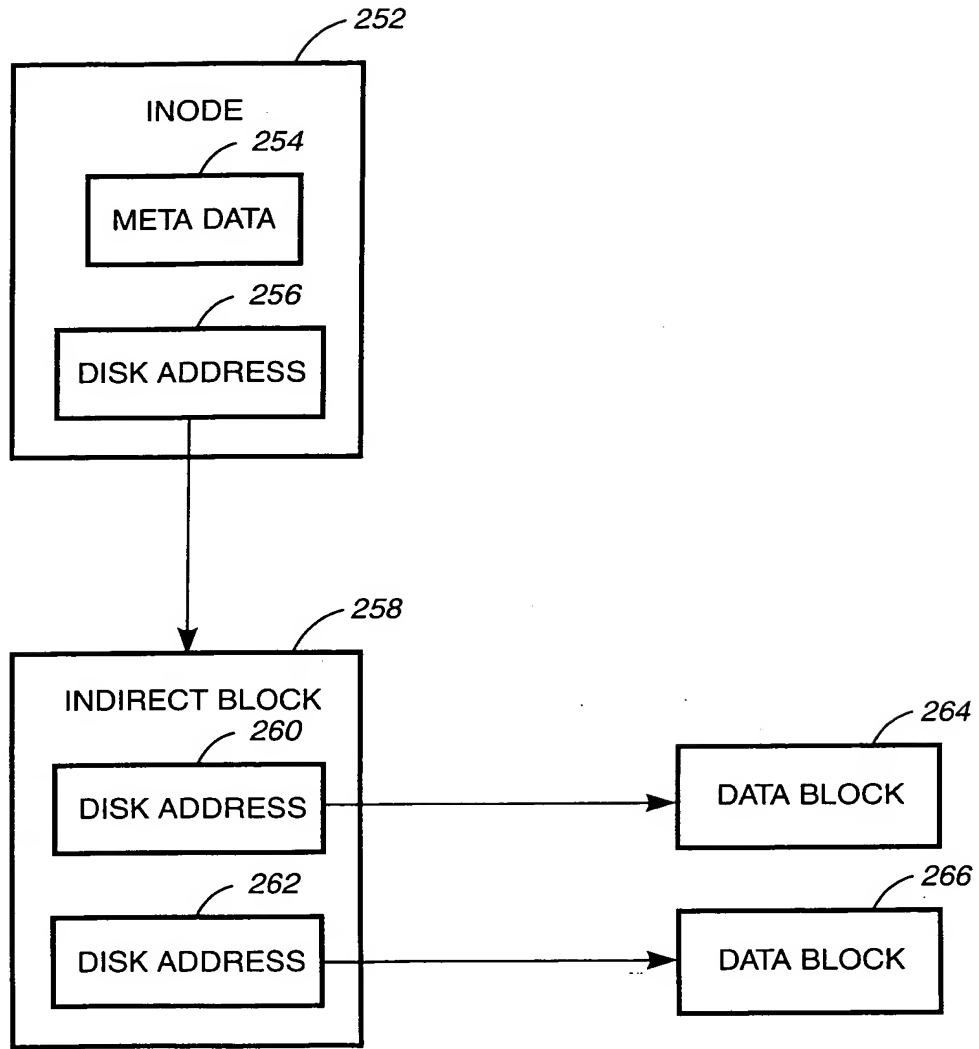 252
INODE
254
META DATA
256
DISK ADDRESS
258
INDIRECT BLOCK
260
DISK ADDRESS
264
DATA BLOCK
262
DISK ADDRESS
266
DATA BLOCK